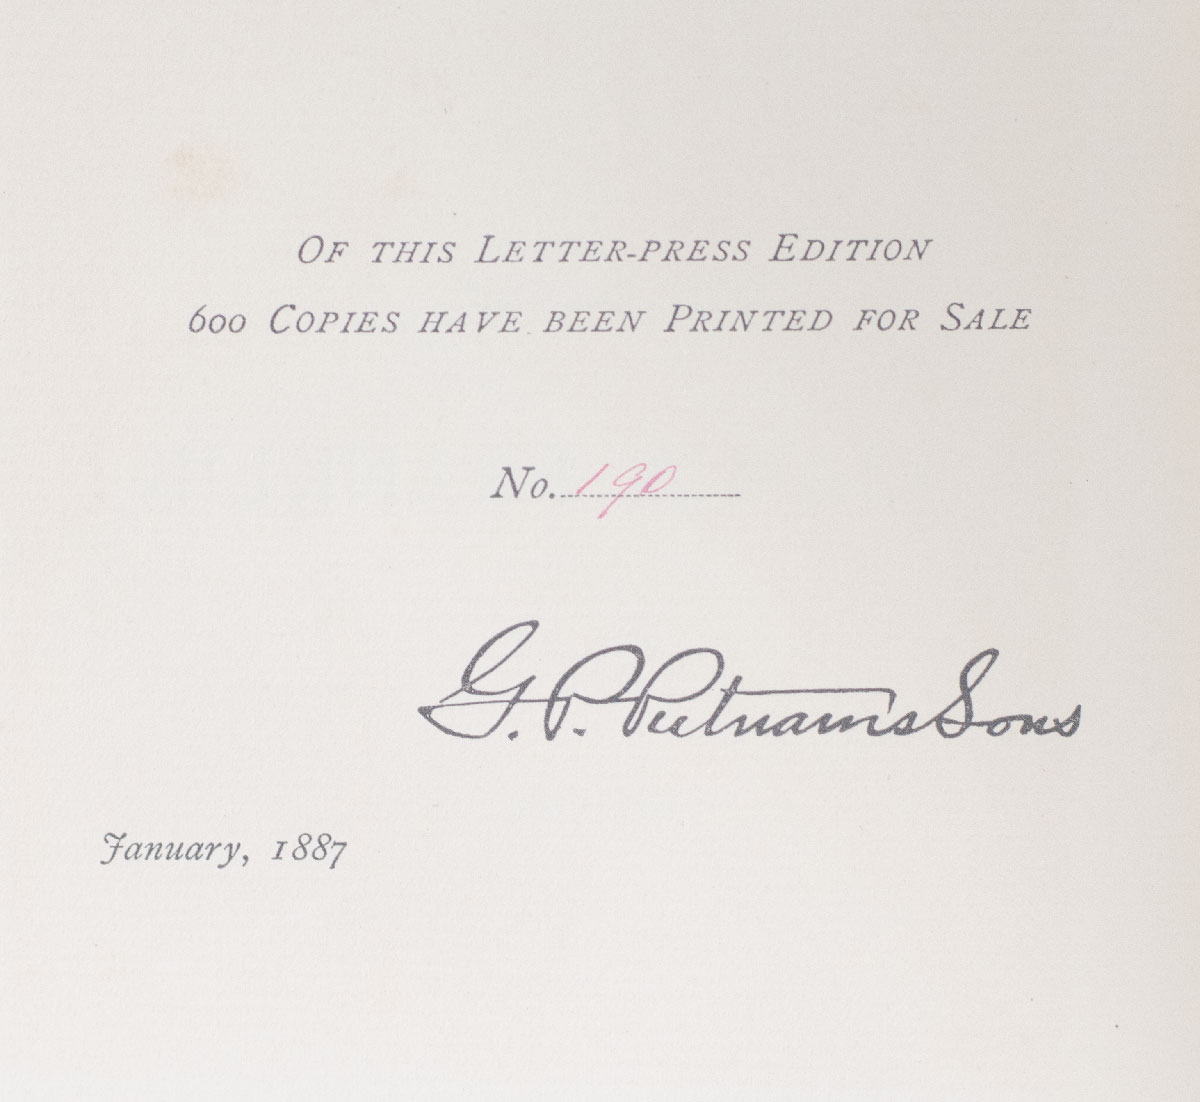 Of this Letter-press Edition
600 Copies have been Printed for Sale
No. 190
G. P. Putnam's Sons
January, 1887